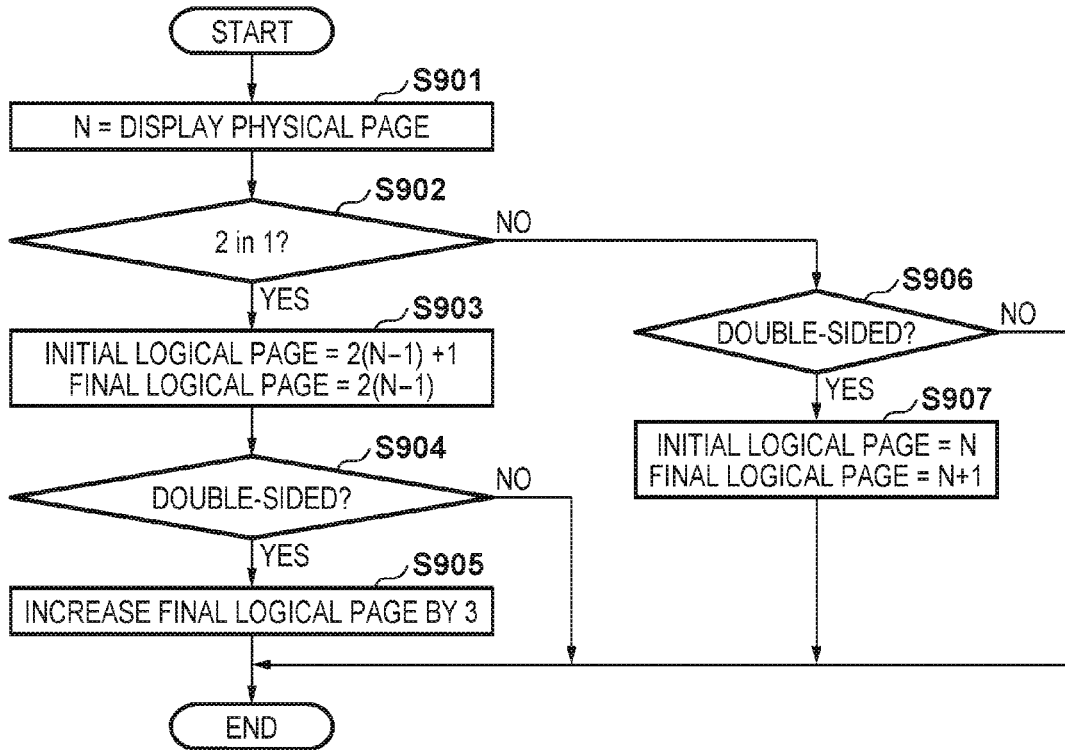 START
S901
N = DISPLAY PHYSICAL PAGE
S902
2 in 1?
NO
YES
S903
INITIAL LOGICAL PAGE = 2(N−1) +1
FINAL LOGICAL PAGE = 2(N−1)
S904
DOUBLE-SIDED?
NO
YES
S905
INCREASE FINAL LOGICAL PAGE BY 3
S906
DOUBLE-SIDED?
NO
YES
S907
INITIAL LOGICAL PAGE = N
FINAL LOGICAL PAGE = N+1
END